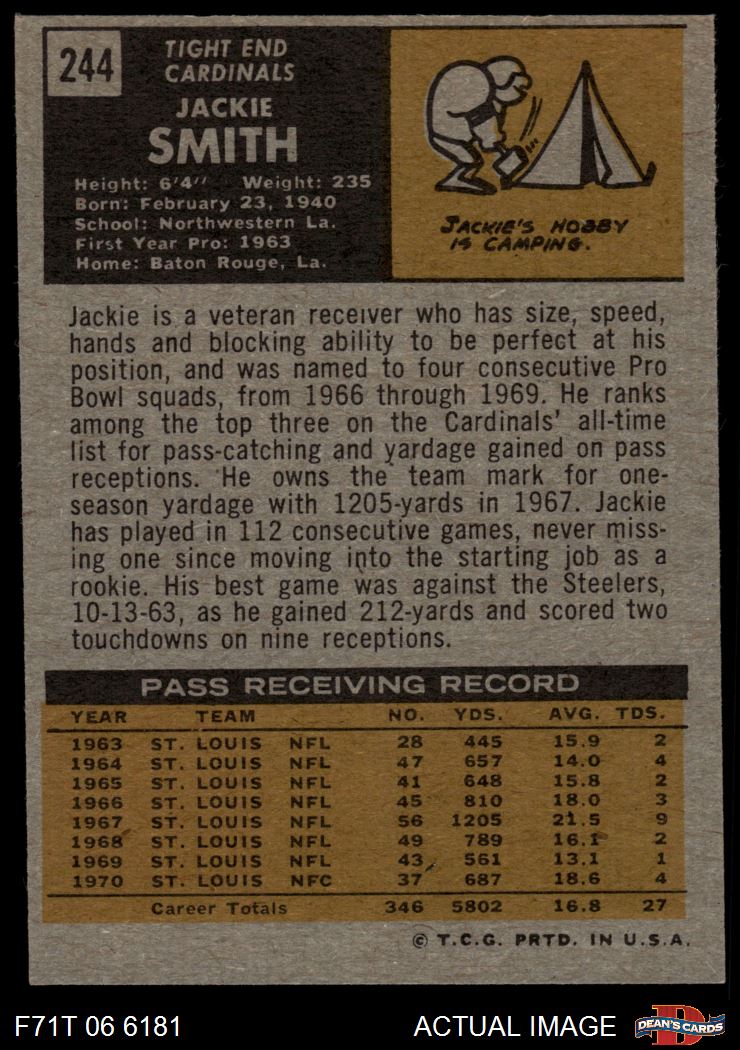 244
TIGHT END
CARDINALS
JACKIE
SMITH
Height: 6'4" Weight: 235
Born: February 23, 1940
School: Northwestern La.
First Year Pro: 1963
Home: Baton Rouge, La.
JACKIE'S HOBBY
IS CAMPING.
Jackie is a veteran receiver who has size, speed,
hands and blocking ability to be perfect at his
position, and was named to four consecutive Pro
Bowl squads, from 1966 through 1969. He ranks
among the top three on the Cardinals' all-time
list for pass-catching and yardage gained on pass
receptions. He owns the team mark for one-
season yardage with 1205-yards in 1967. Jackie
has played in 112 consecutive games, never miss-
ing one since moving into the starting job as a
rookie. His best game was against the Steelers,
10-13-63, as he gained 212-yards and scored two
touchdowns on nine receptions.
PASS RECEIVING RECORD
YEAR TEAM NO. YDS. AVG. TDS.
1963 ST. LOUIS NFL 28 445 15.9 2
1964 ST. LOUIS NFL 47 657 14.0 4
1965 ST. LOUIS NFL 41 648 15.8 2
1966 ST. LOUIS NFL 45 810 18.0 3
1967 ST. LOUIS NFL 56 1205 21.5 9
1968 ST. LOUIS NFL 49 789 16.1 2
1969 ST. LOUIS NFL 43 561 13.1 1
1970 ST. LOUIS NFC 37 687 18.6 4
Career Totals 346 5802 16.8 27
© T.C.G. PRTD. IN U.S.A.
F71T 06 6181 ACTUAL IMAGE
DEAN'S CARDS